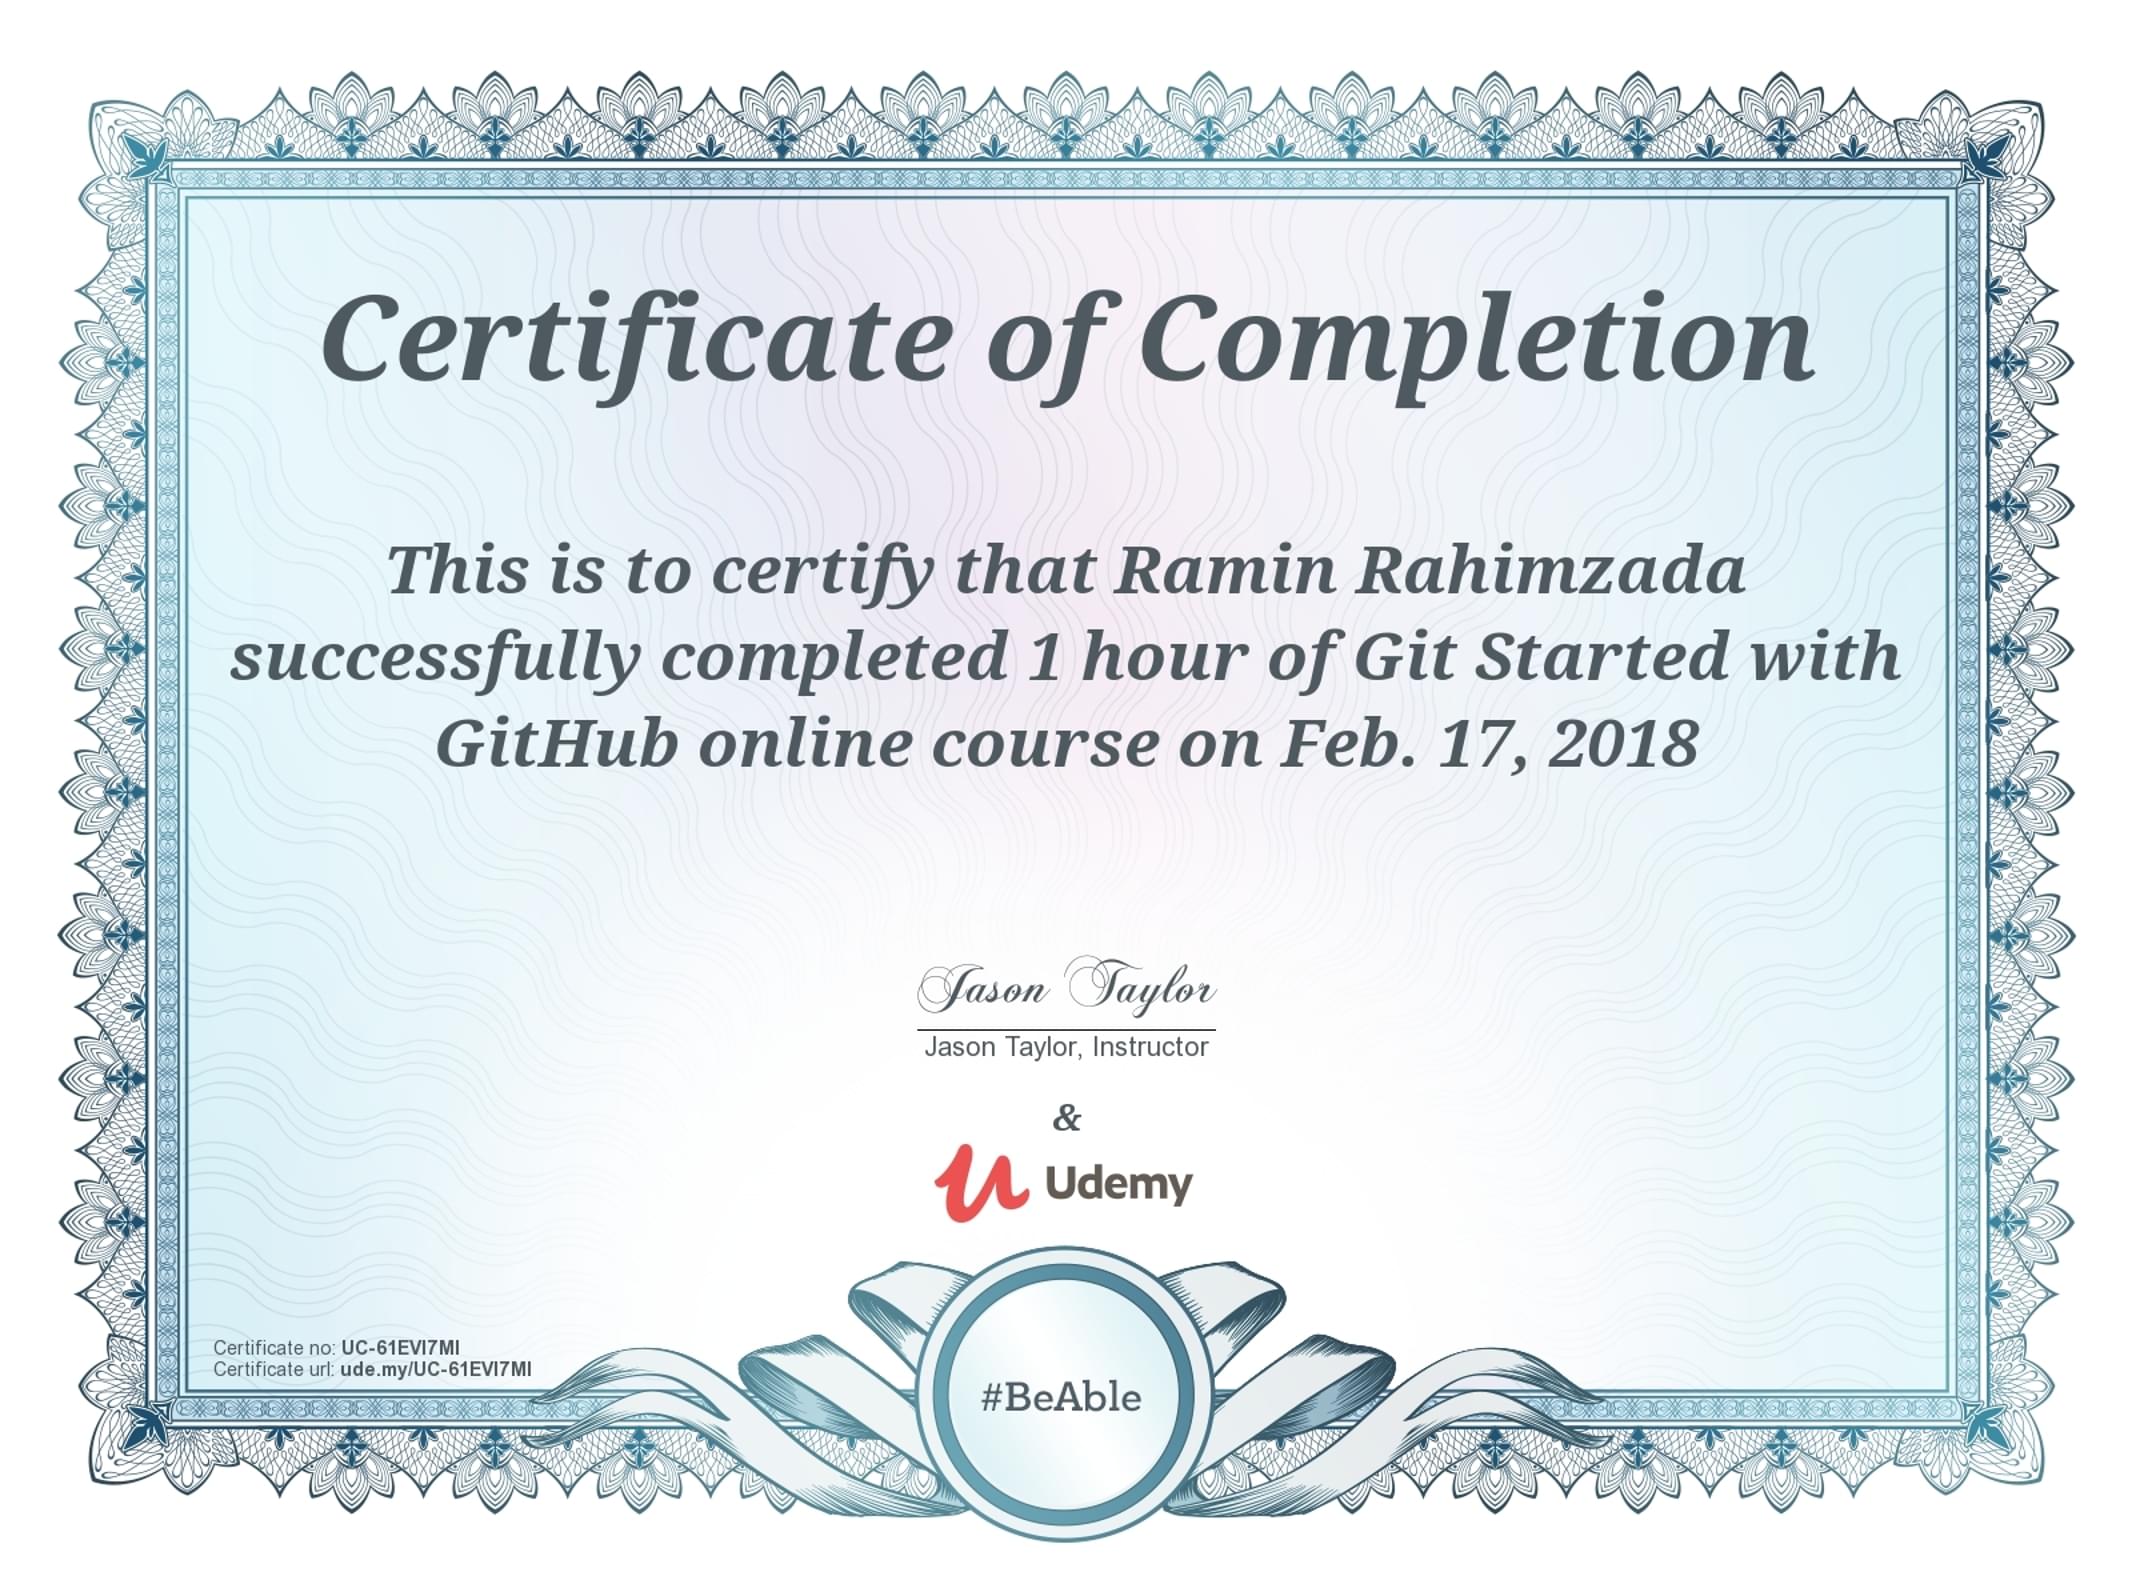 Certificate of Completion
This is to certify that Ramin Rahimzada
successfully completed 1 hour of Git Started with
GitHub online course on Feb. 17, 2018
Jason Taylor
Jason Taylor, Instructor
&
Udemy
Certificate no: UC-61EVI7MI
Certificate url: ude.my/UC-61EVI7MI
#BeAble